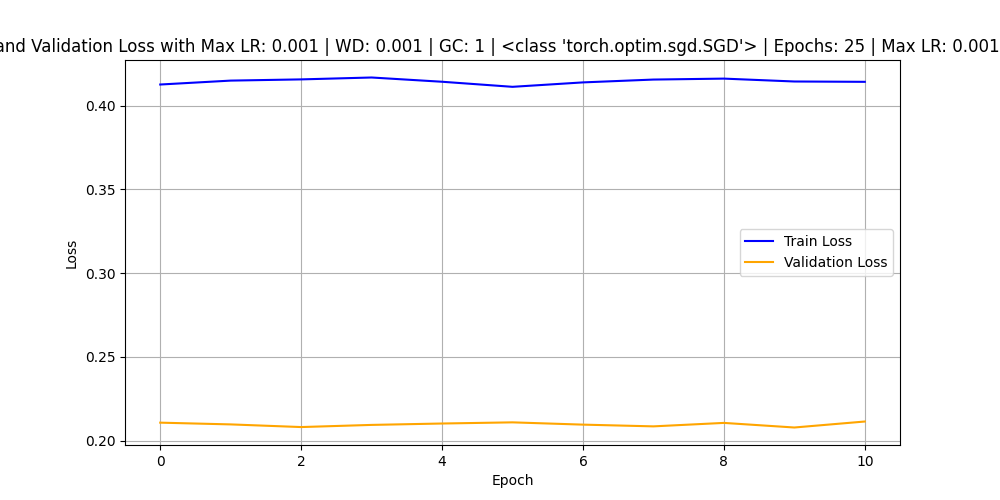 and Validation Loss with Max LR: 0.001 | WD: 0.001 | GC: 1 | <class 'torch.optim.sgd.SGD'> | Epochs: 25 | Max LR: 0.001
0.40
0.35
Loss
Train Loss
Validation Loss
0.30
0.25
0.20
0 2 4 6 8 10
Epoch